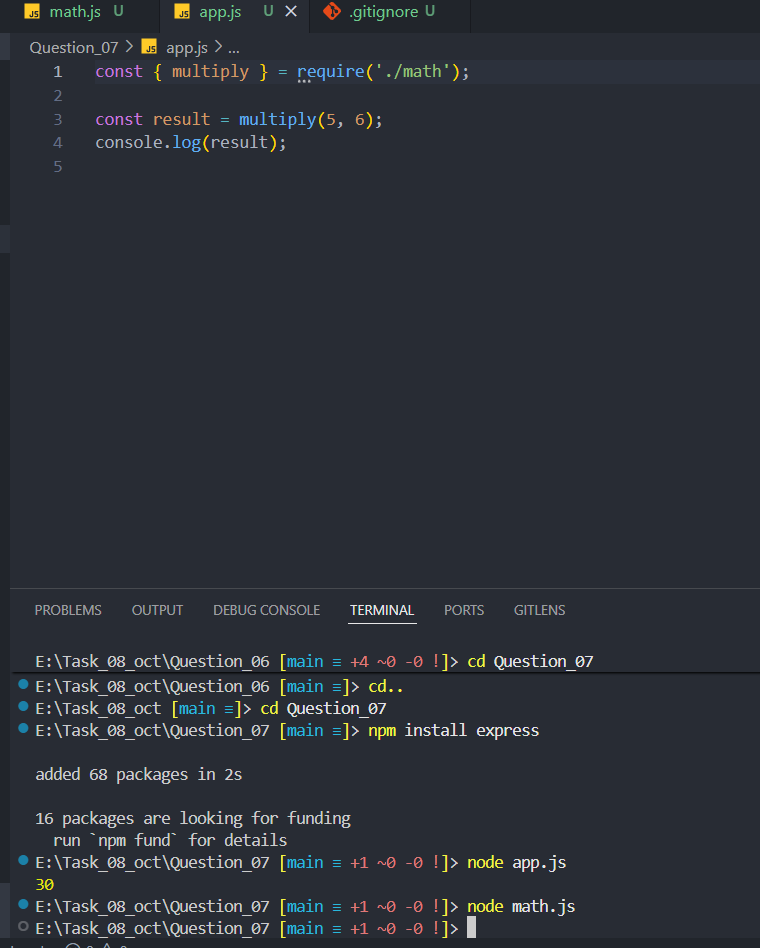 math.js U app.js U .gitignore U
Question_07 > app.js > ...
1 const { multiply } = require('./math');
2
3 const result = multiply(5, 6);
4 console.log(result);
5
PROBLEMS OUTPUT DEBUG CONSOLE TERMINAL PORTS GITLENS
E:\Task_08_oct\Question_06 [main ≡ +4 ~0 -0 !]> cd Question_07
E:\Task_08_oct\Question_06 [main ≡]> cd..
E:\Task_08_oct [main ≡]> cd Question_07
E:\Task_08_oct\Question_07 [main ≡]> npm install express
added 68 packages in 2s
16 packages are looking for funding
run `npm fund` for details
E:\Task_08_oct\Question_07 [main ≡ +1 ~0 -0 !]> node app.js
30
E:\Task_08_oct\Question_07 [main ≡ +1 ~0 -0 !]> node math.js
E:\Task_08_oct\Question_07 [main ≡ +1 ~0 -0 !]>